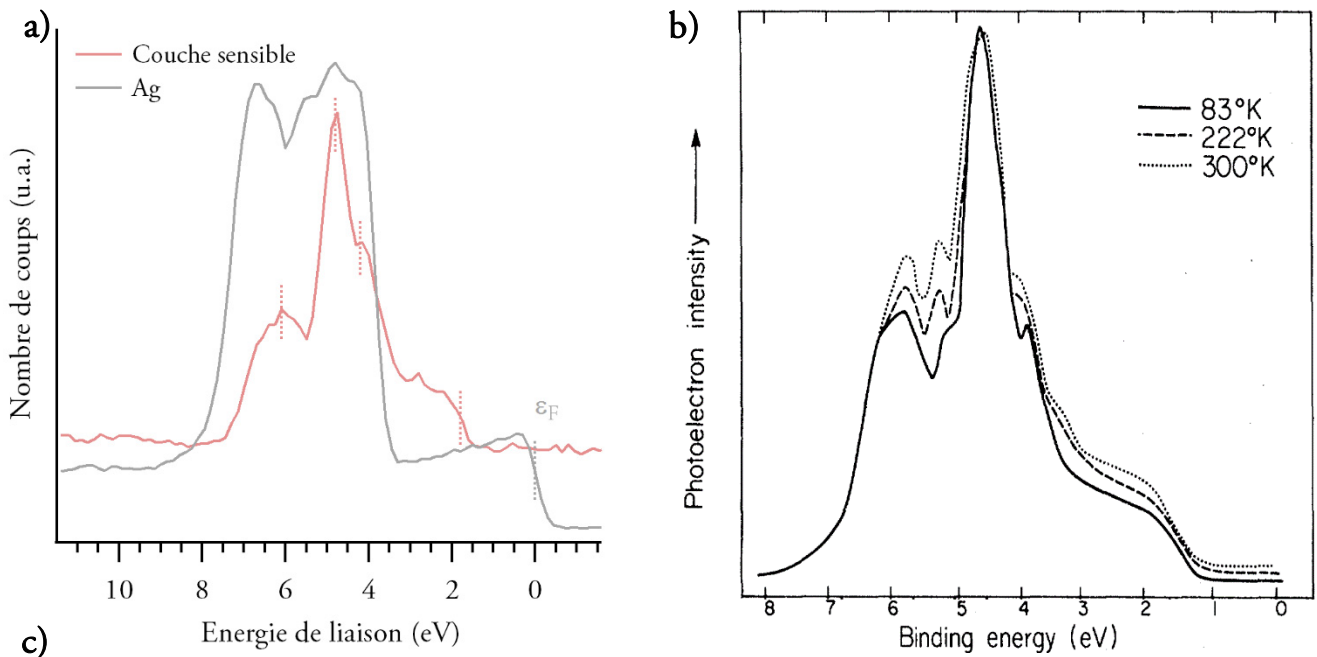 a)
Couche sensible
Ag
Nombre de coups (u.a.)
εF
10 8 6 4 2 0
Energie de liaison (eV)
b)
83°K
222°K
300°K
Photoelectron intensity
8 7 6 5 4 3 2 1 0
Binding energy (eV)
c)